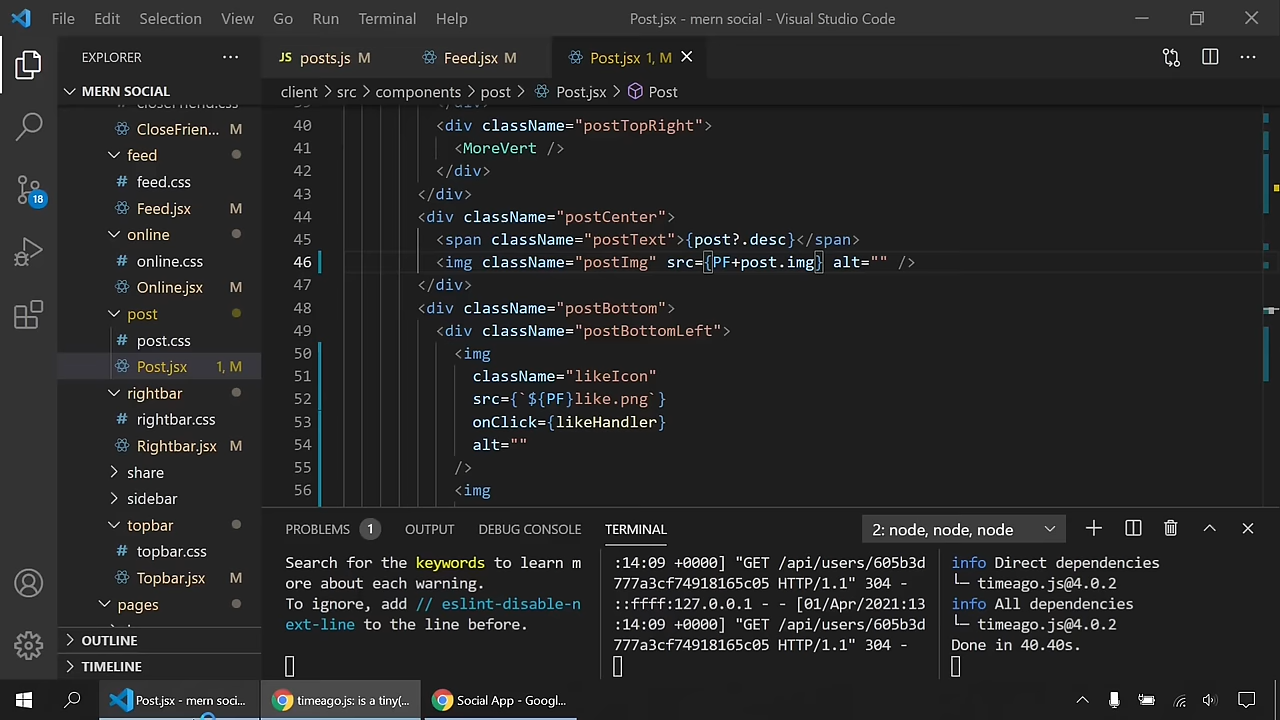 File Edit Selection View Go Run Terminal Help Post.jsx - mern social - Visual Studio Code
EXPLORER
JS posts.js M Feed.jsx M Post.jsx 1, M
MERN SOCIAL
client > src > components > post > Post.jsx > Post
CloseFrien... M
feed
feed.css
Feed.jsx M
online
online.css
Online.jsx M
post
post.css
Post.jsx 1, M
rightbar
rightbar.css
Rightbar.jsx M
share
sidebar
topbar
topbar.css
Topbar.jsx M
pages
OUTLINE
TIMELINE
18
40 <div className="postTopRight">
41 <MoreVert />
42 </div>
43 </div>
44 <div className="postCenter">
45 <span className="postText">{post?.desc}</span>
46 <img className="postImg" src={PF+post.img} alt="" />
47 </div>
48 <div className="postBottom">
49 <div className="postBottomLeft">
50 <img
51 className="likeIcon"
52 src={`${PF}like.png`}
53 onClick={likeHandler}
54 alt=""
55 />
56 <img
PROBLEMS 1 OUTPUT DEBUG CONSOLE TERMINAL 2: node, node, node
Search for the keywords to learn m
ore about each warning.
To ignore, add // eslint-disable-n
ext-line to the line before.
:14:09 +0000] "GET /api/users/605b3d
777a3cf74918165c05 HTTP/1.1" 304 -
::ffff:127.0.0.1 - - [01/Apr/2021:13
:14:09 +0000] "GET /api/users/605b3d
777a3cf74918165c05 HTTP/1.1" 304 -
info Direct dependencies
└─ timeago.js@4.0.2
info All dependencies
└─ timeago.js@4.0.2
Done in 40.40s.
Post.jsx - mern soci... timeago.js: is a tiny(... Social App - Googl...